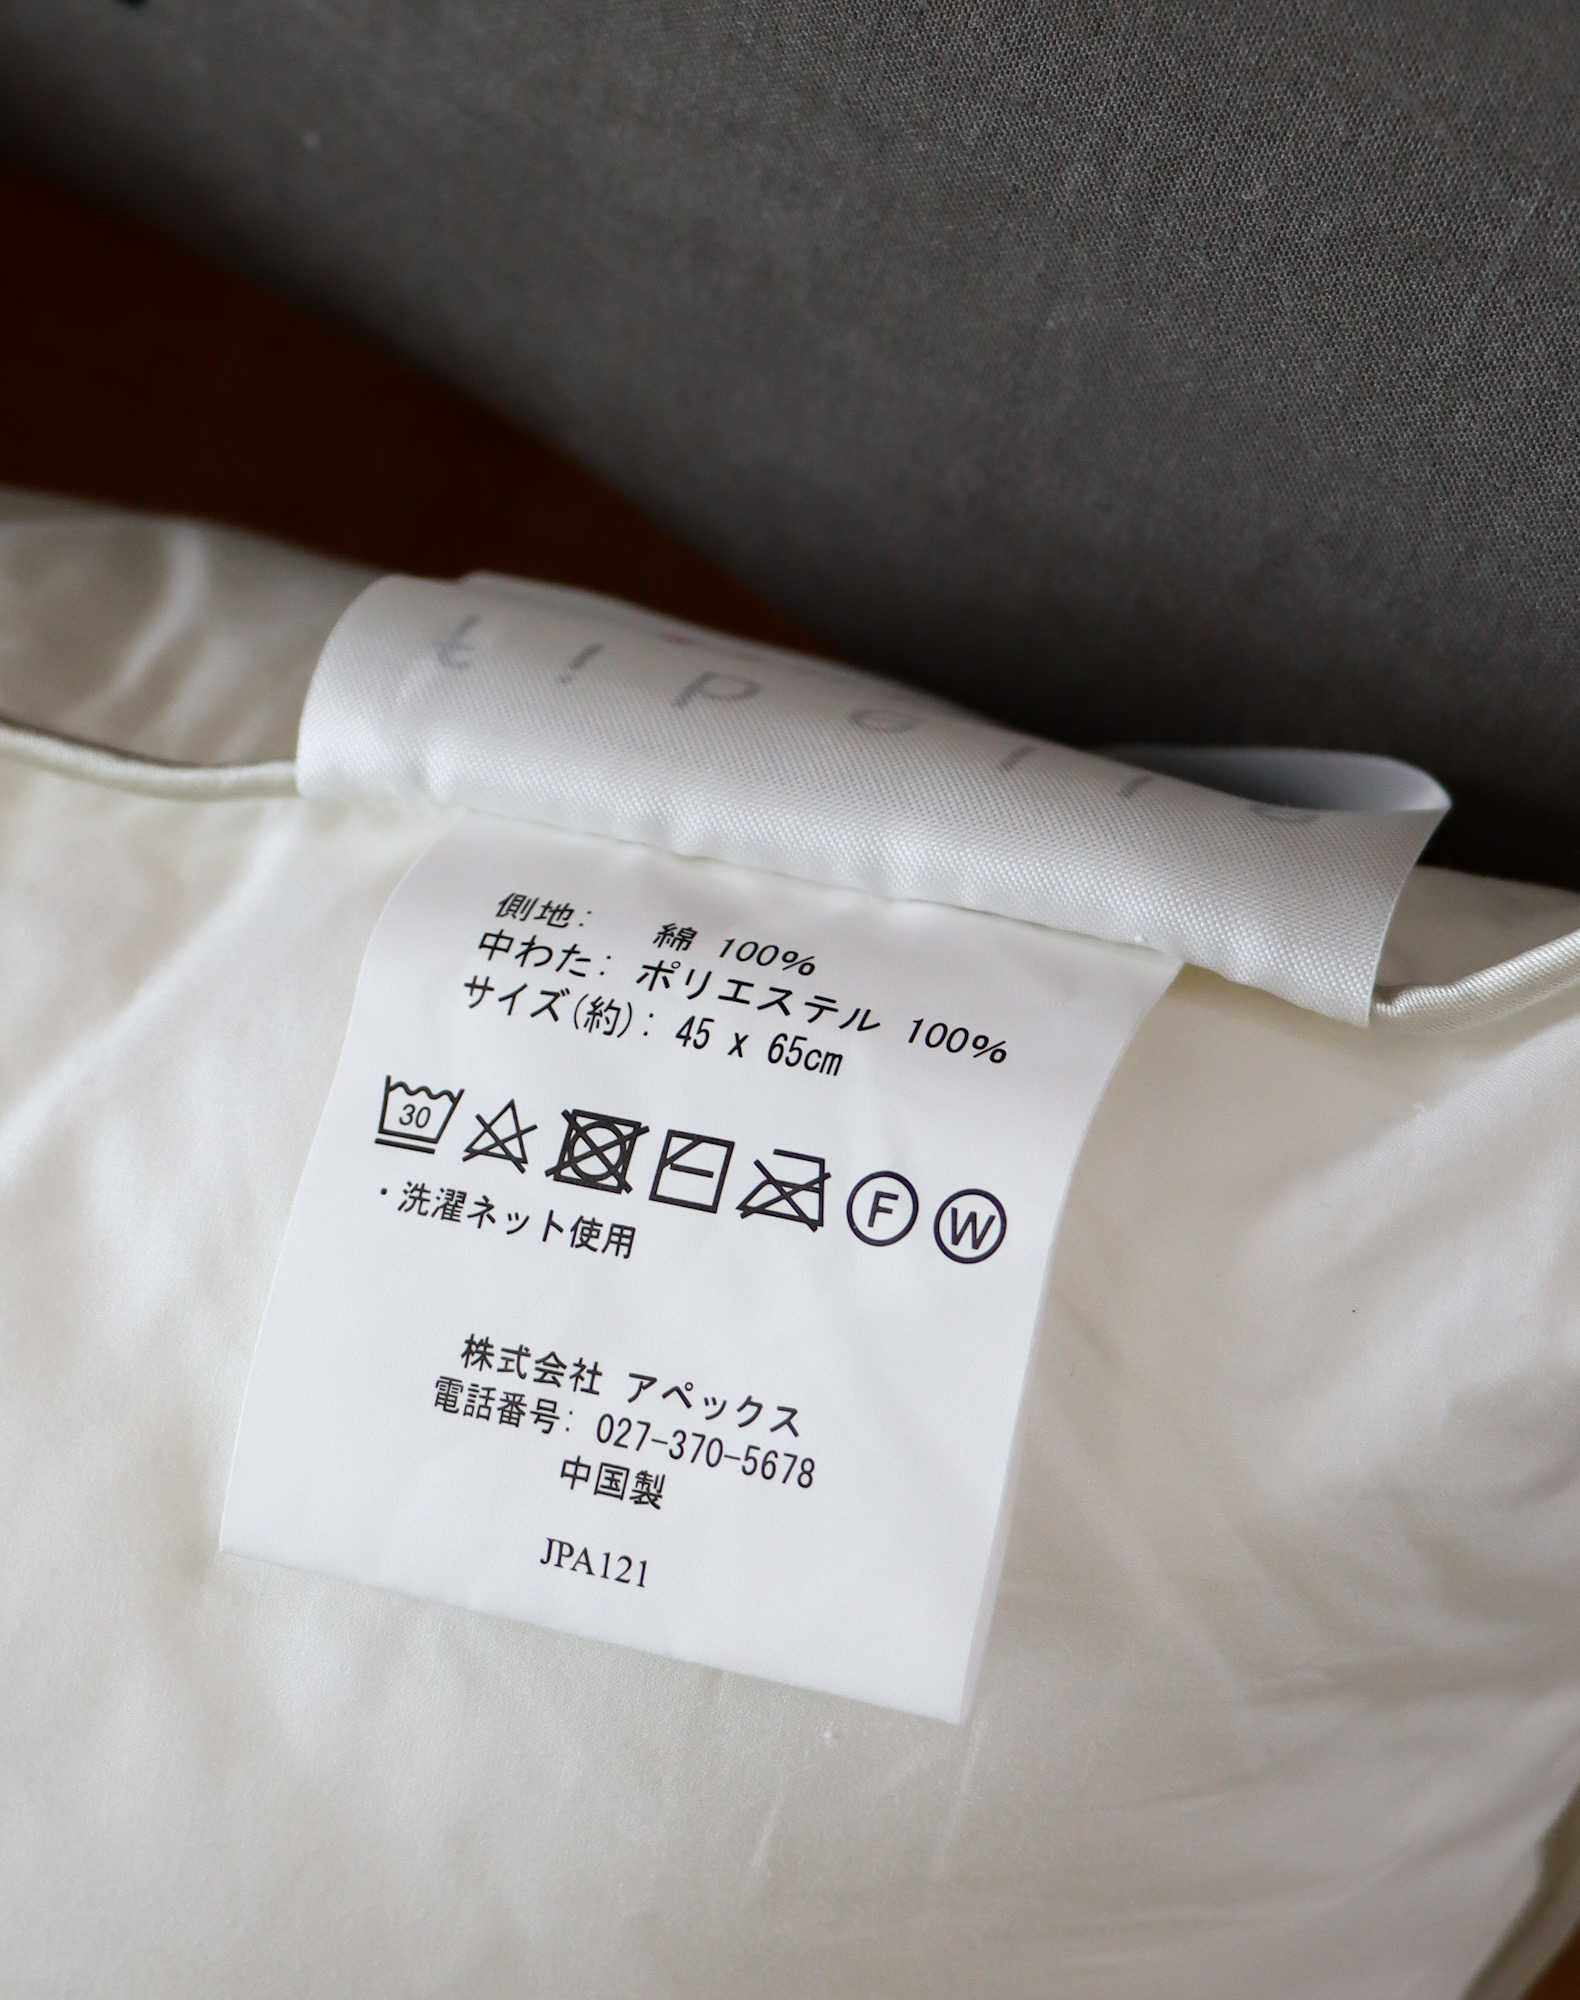 tipelle
側地: 綿 100%
中わた: ポリエステル 100%
サイズ(約): 45 x 65cm
30
F W
・洗濯ネット使用
株式会社 アペックス
電話番号: 027-370-5678
中国製
JPA121